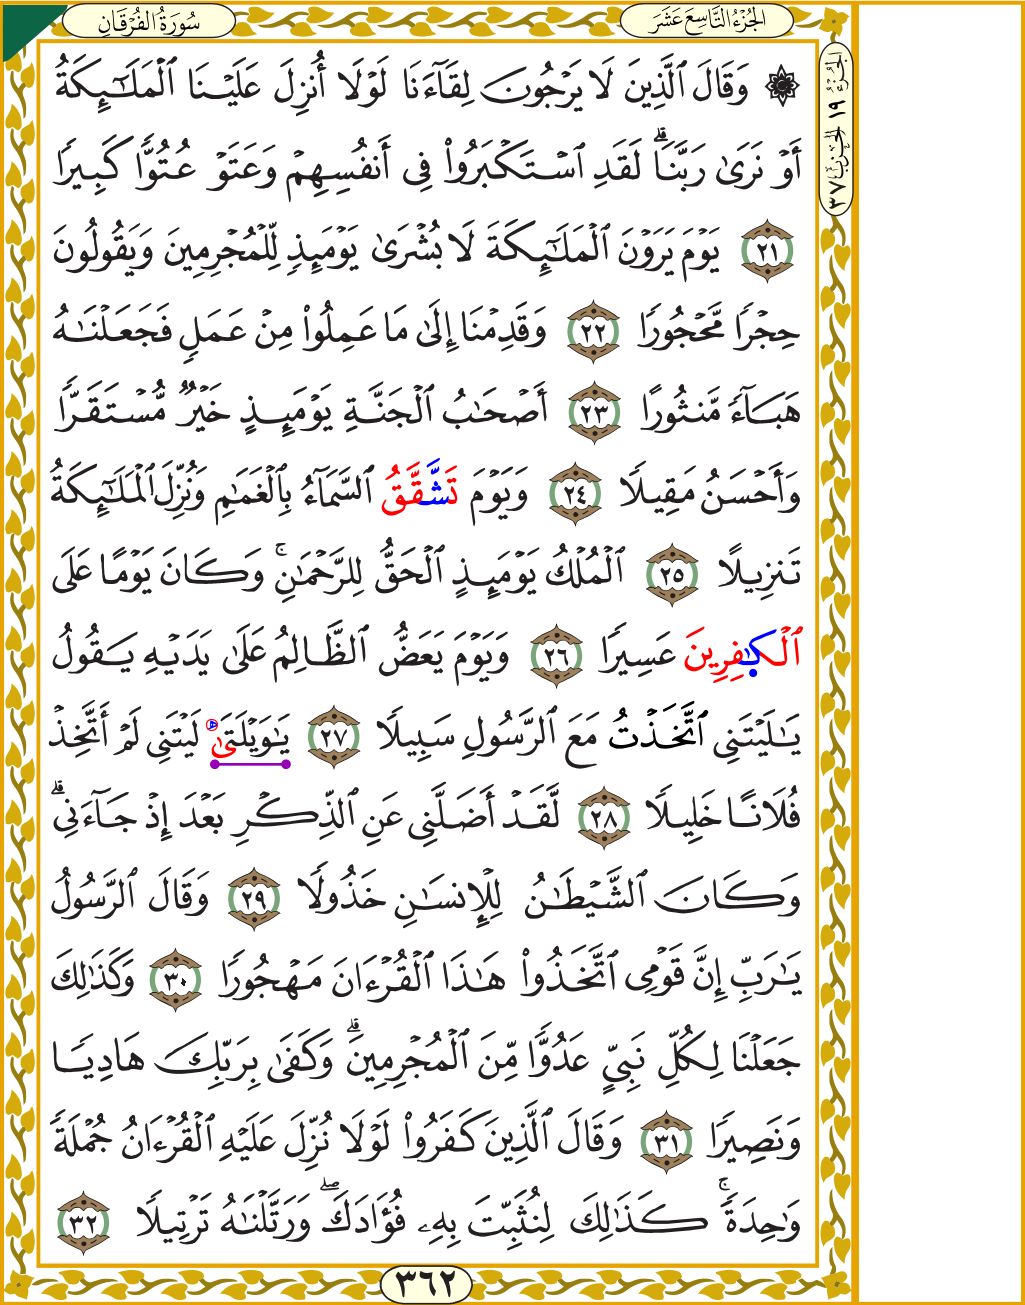 سُورَةُ الفُرْقَانِ
الجُزْءُ التَّاسِعَ عَشَرَ
۞ وَقَالَ ٱلَّذِينَ لَا يَرْجُونَ لِقَآءَنَا لَوْلَآ أُنزِلَ عَلَيْنَا ٱلْمَلَـٰٓئِكَةُ
أَوْ نَرَىٰ رَبَّنَاۗ لَقَدِ ٱسْتَكْبَرُوا۟ فِىٓ أَنفُسِهِمْ وَعَتَوْ عُتُوًّا كَبِيرًا
٢١ يَوْمَ يَرَوْنَ ٱلْمَلَـٰٓئِكَةَ لَا بُشْرَىٰ يَوْمَئِذٍ لِّلْمُجْرِمِينَ وَيَقُولُونَ
حِجْرًا مَّحْجُورًا ٢٢ وَقَدِمْنَآ إِلَىٰ مَا عَمِلُوا۟ مِنْ عَمَلٍ فَجَعَلْنَـٰهُ
هَبَآءً مَّنثُورًا ٢٣ أَصْحَـٰبُ ٱلْجَنَّةِ يَوْمَئِذٍ خَيْرٌ مُّسْتَقَرًّا
وَأَحْسَنُ مَقِيلًا ٢٤ وَيَوْمَ تَشَّقَّقُ ٱلسَّمَآءُ بِٱلْغَمَـٰمِ وَنُزِّلَ ٱلْمَلَـٰٓئِكَةُ
تَنزِيلًا ٢٥ ٱلْمُلْكُ يَوْمَئِذٍ ٱلْحَقُّ لِلرَّحْمَـٰنِۚ وَكَانَ يَوْمًا عَلَى
ٱلْكَـٰفِرِينَ عَسِيرًا ٢٦ وَيَوْمَ يَعَضُّ ٱلظَّالِمُ عَلَىٰ يَدَيْهِ يَقُولُ
يَـٰلَيْتَنِى ٱتَّخَذْتُ مَعَ ٱلرَّسُولِ سَبِيلًا ٢٧ يَـٰوَيْلَتَىٰ لَيْتَنِى لَمْ أَتَّخِذْ
فُلَانًا خَلِيلًا ٢٨ لَّقَدْ أَضَلَّنِى عَنِ ٱلذِّكْرِ بَعْدَ إِذْ جَآءَنِىۗ
وَكَانَ ٱلشَّيْطَـٰنُ لِلْإِنسَـٰنِ خَذُولًا ٢٩ وَقَالَ ٱلرَّسُولُ
يَـٰرَبِّ إِنَّ قَوْمِى ٱتَّخَذُوا۟ هَـٰذَا ٱلْقُرْءَانَ مَهْجُورًا ٣٠ وَكَذَٰلِكَ
جَعَلْنَا لِكُلِّ نَبِىٍّ عَدُوًّا مِّنَ ٱلْمُجْرِمِينَۗ وَكَفَىٰ بِرَبِّكَ هَادِيًا
وَنَصِيرًا ٣١ وَقَالَ ٱلَّذِينَ كَفَرُوا۟ لَوْلَا نُزِّلَ عَلَيْهِ ٱلْقُرْءَانُ جُمْلَةً
وَٰحِدَةًۚ كَذَٰلِكَ لِنُثَبِّتَ بِهِۦ فُؤَادَكَۖ وَرَتَّلْنَـٰهُ تَرْتِيلًا ٣٢
الجزء ١٩ الحزب ٣٧
٣٦٢